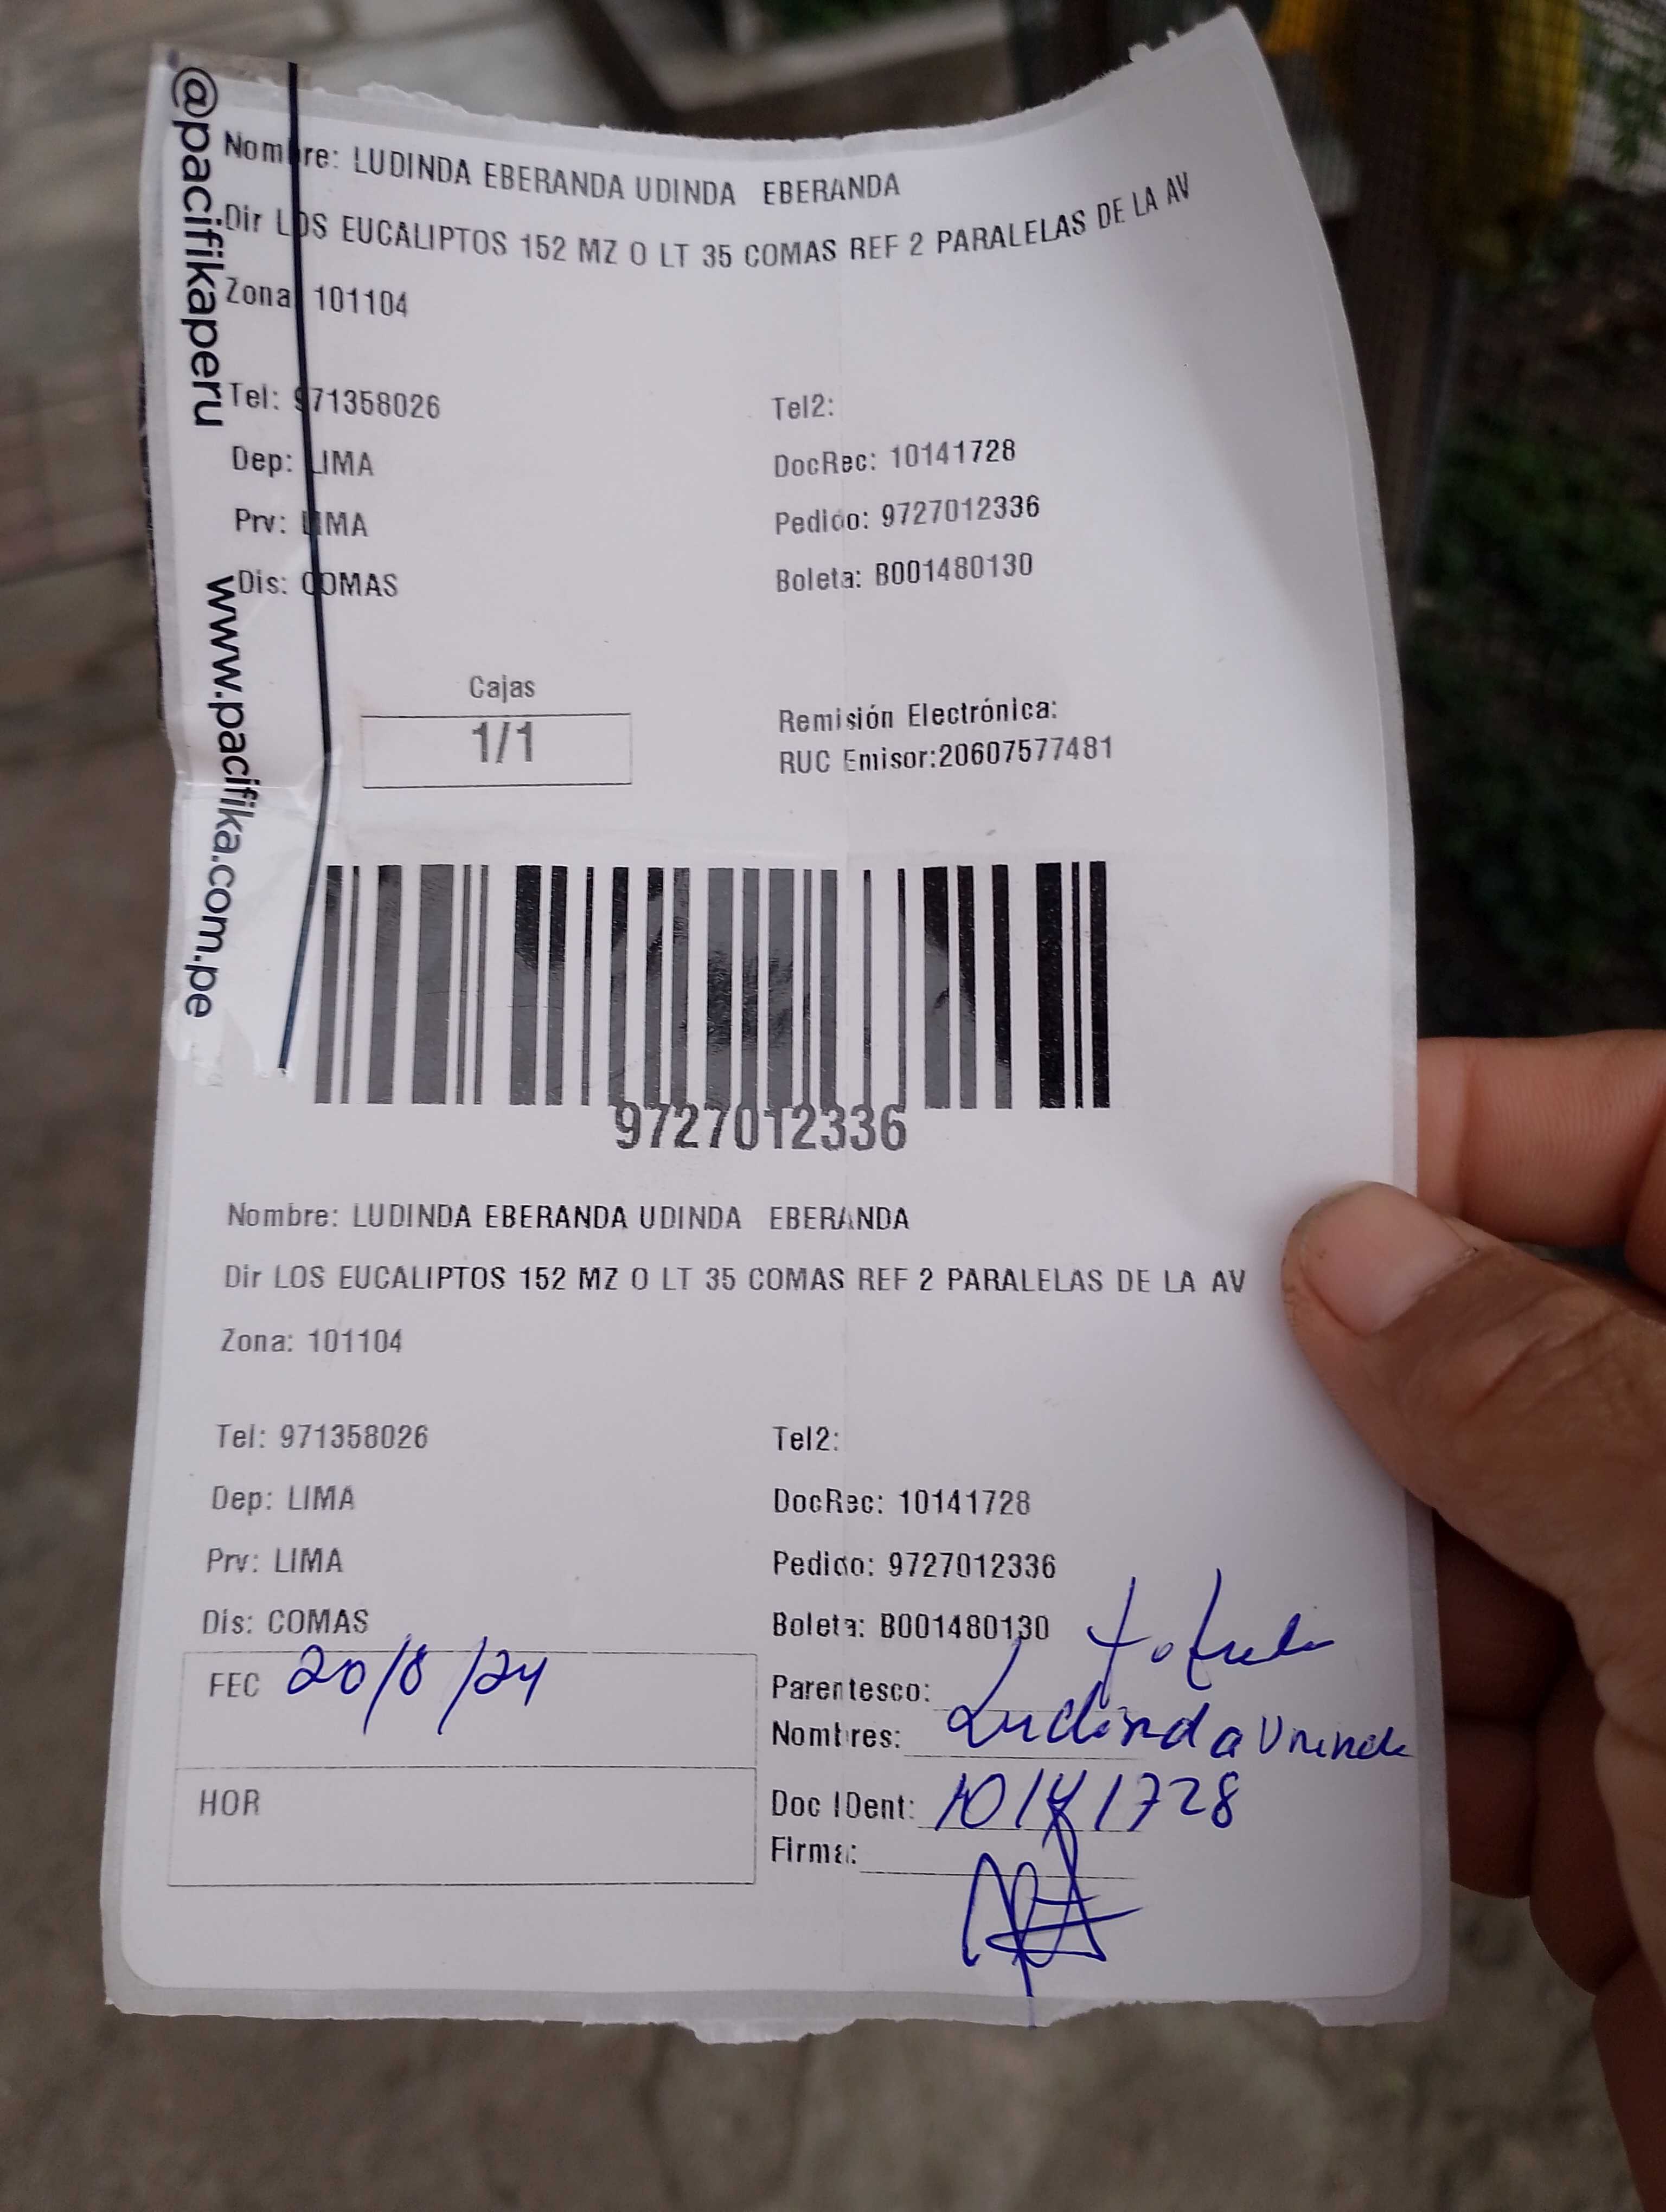 @pacifikaperu
www.pacifika.com.pe
Nombre: LUDINDA EBERANDA UDINDA EBERANDA
Dir LOS EUCALIPTOS 152 MZ O LT 35 COMAS REF 2 PARALELAS DE LA AV
Zona: 101104
Tel: 971358026 Tel2:
Dep: LIMA DocRec: 10141728
Prv: LIMA Pedido: 9727012336
Dis: COMAS Boleta: B001480130
Cajas
1/1
Remisión Electrónica:
RUC Emisor:20607577481
9727012336
Nombre: LUDINDA EBERANDA UDINDA EBERANDA
Dir LOS EUCALIPTOS 152 MZ O LT 35 COMAS REF 2 PARALELAS DE LA AV
Zona: 101104
Tel: 971358026 Tel2:
Dep: LIMA DocRec: 10141728
Prv: LIMA Pedido: 9727012336
Dis: COMAS Boleta: B001480130
FEC 20/8/24
HOR
Parentesco:
Nombres: Ludinda
Doc IDent: 10141728
Firma: